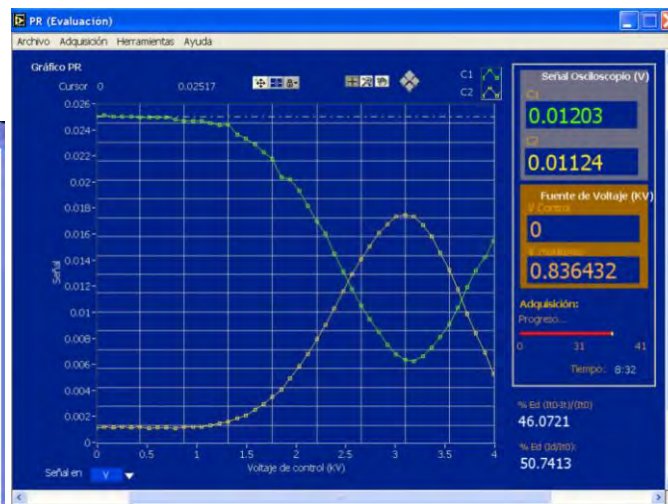 PR (Evaluación)
Archivo Adquisición Herramientas Ayuda
Gráfico PR
Cursor 0 0.02517
C1
C2
0.026
0.024
0.022
0.02
0.018
0.016
0.014
0.012
0.01
0.008
0.006
0.004
0.002
0
Señal
0 0.5 1 1.5 2 2.5 3 3.5 4
Voltaje de control (KV)
Señal en V
Señal Osciloscopio (V)
C1
0.01203
C2
0.01124
Fuente de Voltaje (KV)
V Control
0
0.836432
Adquisición:
Progreso...
0 31 41
Tiempo: 8:32
% Ed (It0-It)/(It0)
46.0721
% Ed (Id/It0):
50.7413